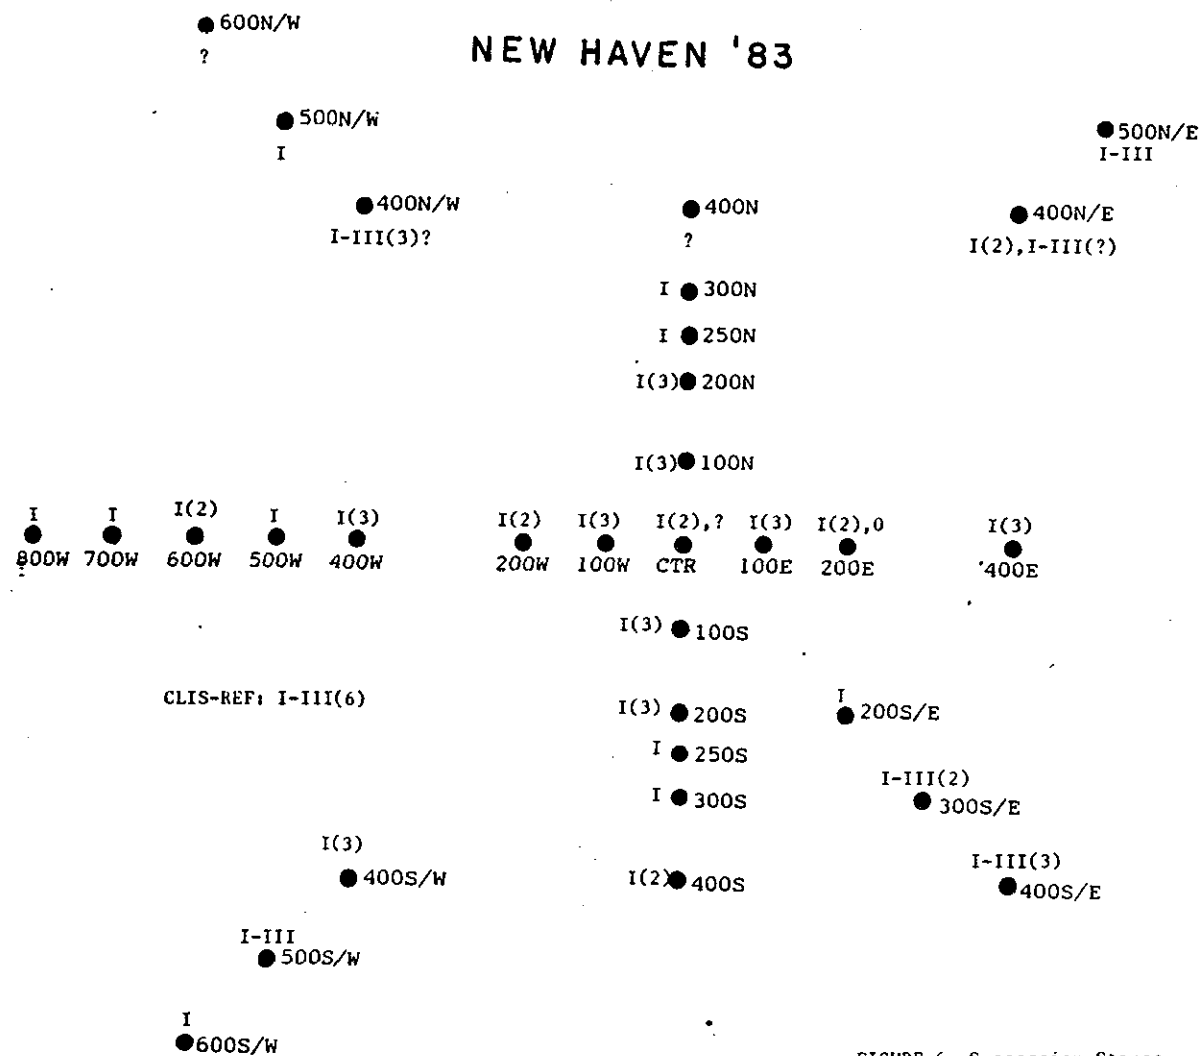 600N/W
?
NEW HAVEN '83
500N/W
I
500N/E
I-III
400N/W
I-III(3)?
400N
?
400N/E
I(2),I-III(?)
I 300N
I 250N
I(3) 200N
I(3) 100N
I I I(2) I I(3) I(2) I(3) I(2),? I(3) I(2),0 I(3)
800W 700W 600W 500W 400W 200W 100W CTR 100E 200E 400E
I(3) 100S
CLIS-REF: I-III(6)
I(3) 200S
I
200S/E
I 250S
I-III(2)
I 300S
300S/E
I(3)
400S/W
I(2) 400S
I-III(3)
400S/E
I-III
500S/W
I
600S/W